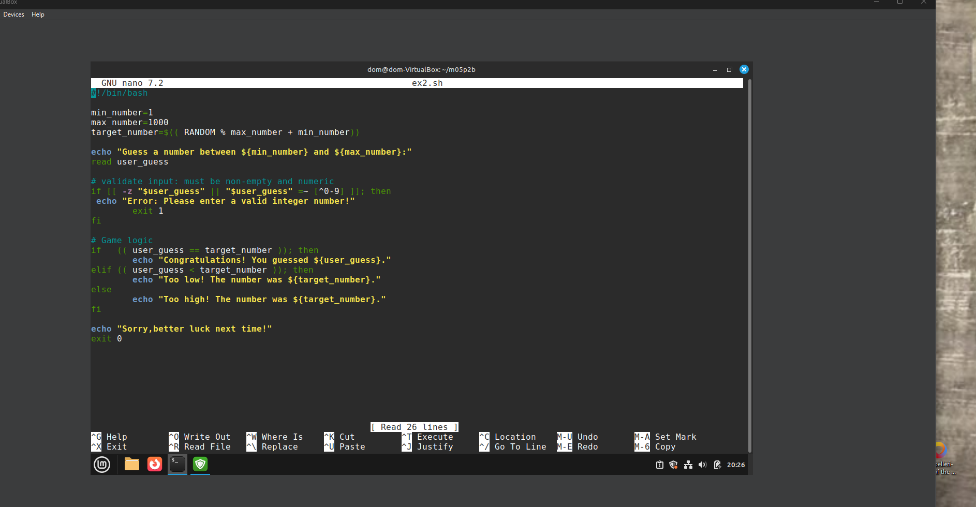 Devices Help
dom@dom-VirtualBox: ~/m05p2b
GNU nano 7.2 ex2.sh
#!/bin/bash
min_number=1
max_number=1000
target_number=$(( RANDOM % max_number + min_number))
echo "Guess a number between ${min_number} and ${max_number}:"
read user_guess
# validate input: must be non-empty and numeric
if [[ -z "$user_guess" || "$user_guess" =~ [^0-9] ]]; then
echo "Error: Please enter a valid integer number!"
exit 1
fi
# Game logic
if (( user_guess == target_number )); then
echo "Congratulations! You guessed ${user_guess}."
elif (( user_guess < target_number )); then
echo "Too low! The number was ${target_number}."
else
echo "Too high! The number was ${target_number}."
fi
echo "Sorry,better luck next time!"
exit 0
[ Read 26 lines ]
^G Help ^O Write Out ^W Where Is ^K Cut ^T Execute ^C Location M-U Undo M-A Set Mark
^X Exit ^R Read File ^\ Replace ^U Paste ^J Justify ^/ Go To Line M-E Redo M-6 Copy
20:26